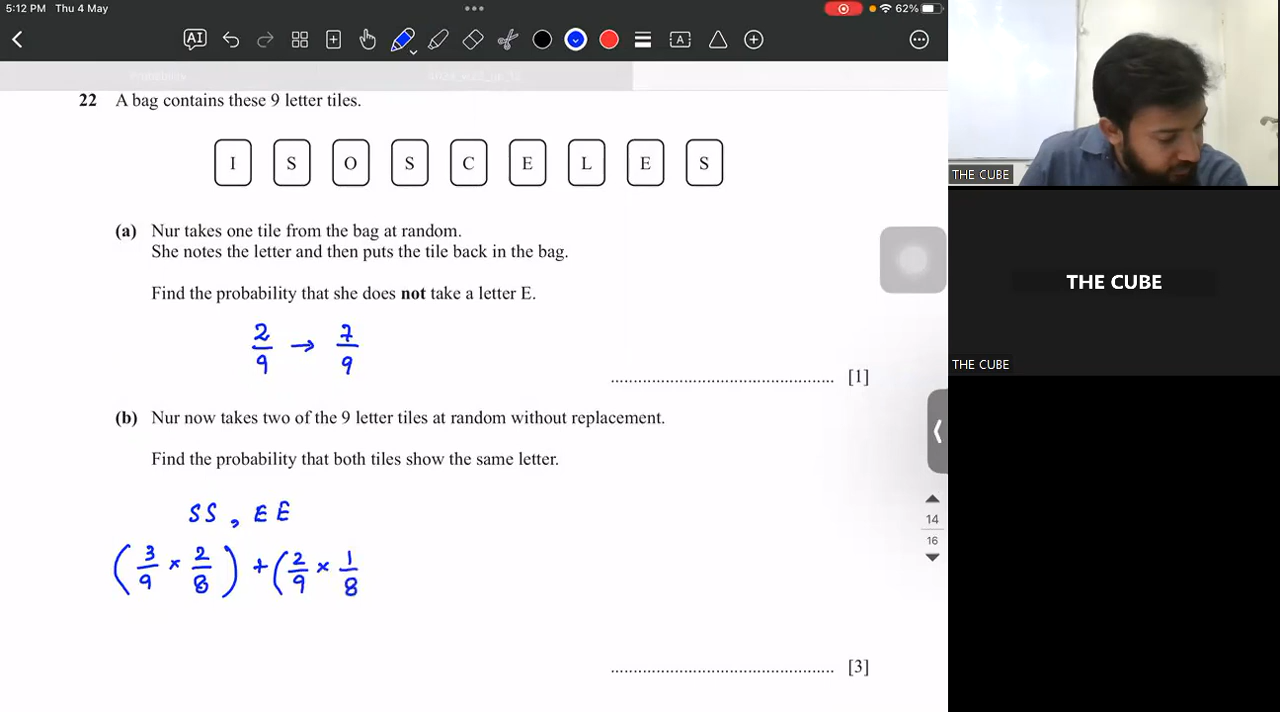 5:12 PM Thu 4 May
62%
AI
A
22 A bag contains these 9 letter tiles.
I S O S C E L E S
(a) Nur takes one tile from the bag at random.
She notes the letter and then puts the tile back in the bag.
Find the probability that she does not take a letter E.
2/9 → 7/9
.................................................. [1]
(b) Nur now takes two of the 9 letter tiles at random without replacement.
Find the probability that both tiles show the same letter.
SS, EE
(3/9 × 2/8) + (2/9 × 1/8
.................................................. [3]
14
16
THE CUBE
THE CUBE
THE CUBE